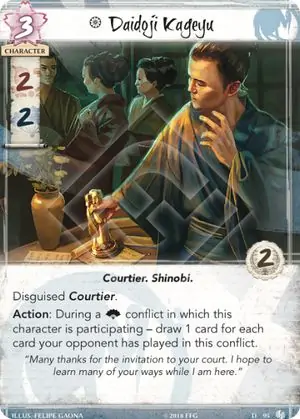 3
Daidoji Kageyu
CHARACTER
2
2
2
Courtier. Shinobi.
Disguised Courtier.
Action: During a conflict in which this
character is participating – draw 1 card for each
card your opponent has played in this conflict.
“Many thanks for the invitation to your court. I hope to
learn many of your ways while I am here.”
ILLUS. FELIPE GAONA
©2018 FFG